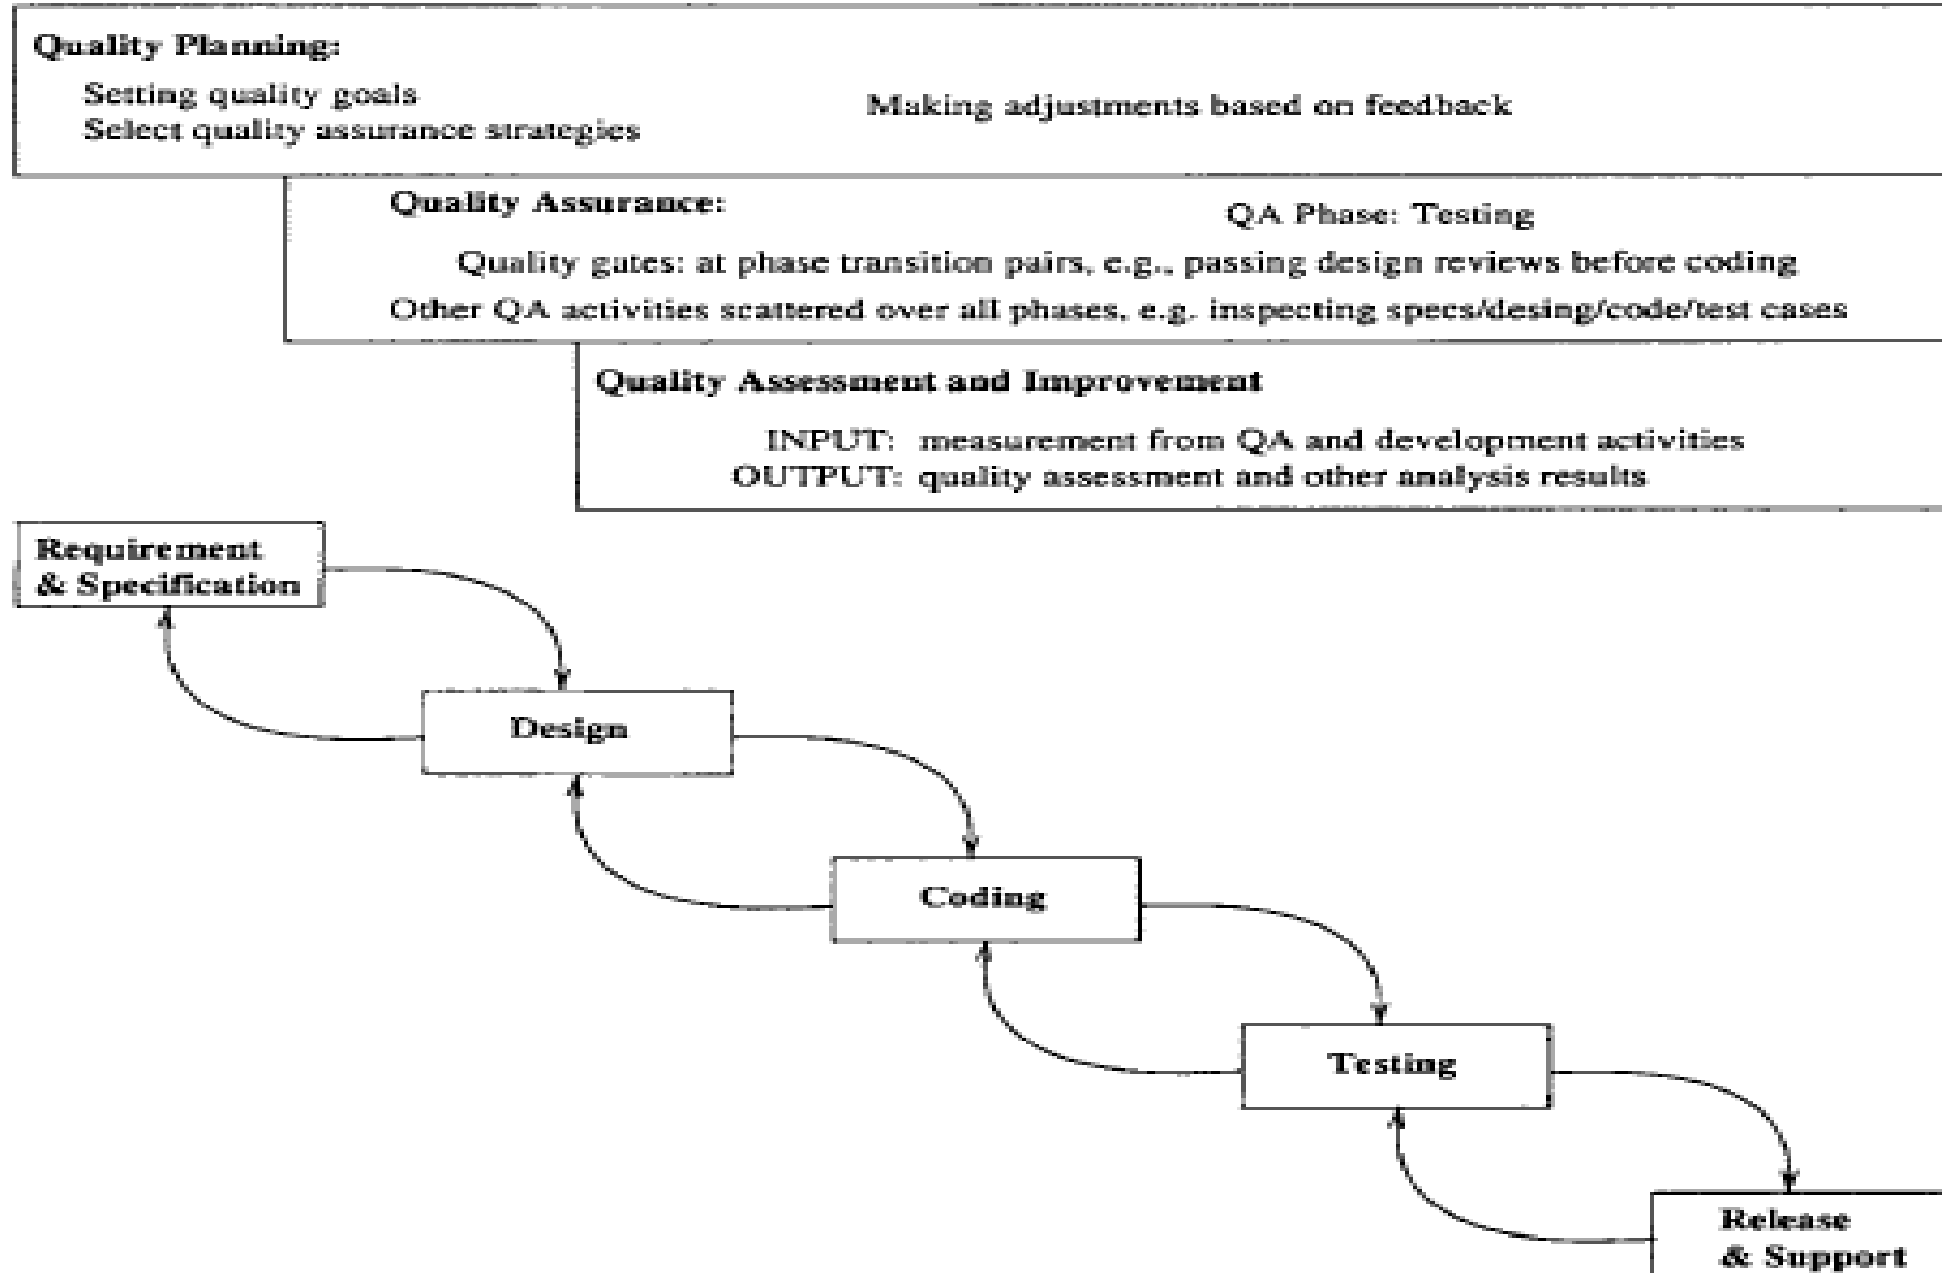 Quality Planning:
Setting quality goals
Select quality assurance strategies
Making adjustments based on feedback
Quality Assurance:
QA Phase: Testing
Quality gates: at phase transition pairs, e.g., passing design reviews before coding
Other QA activities scattered over all phases, e.g. inspecting specs/desing/code/test cases
Quality Assessment and Improvement
INPUT: measurement from QA and development activities
OUTPUT: quality assessment and other analysis results
Requirement
& Specification
Design
Coding
Testing
Release
& Support